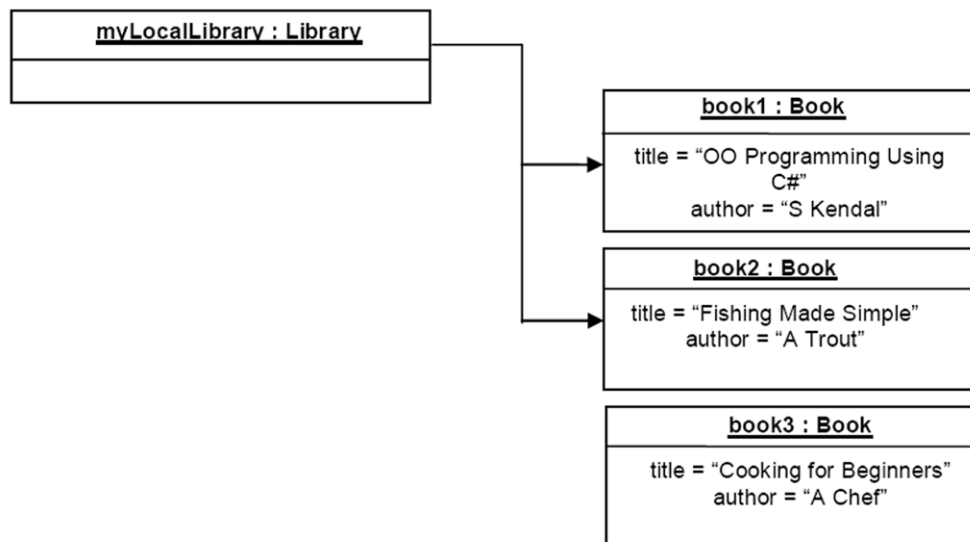 myLocalLibrary : Library
book1 : Book
title = “OO Programming Using
C#”
author = “S Kendal”
book2 : Book
title = “Fishing Made Simple”
author = “A Trout”
book3 : Book
title = “Cooking for Beginners”
author = “A Chef”